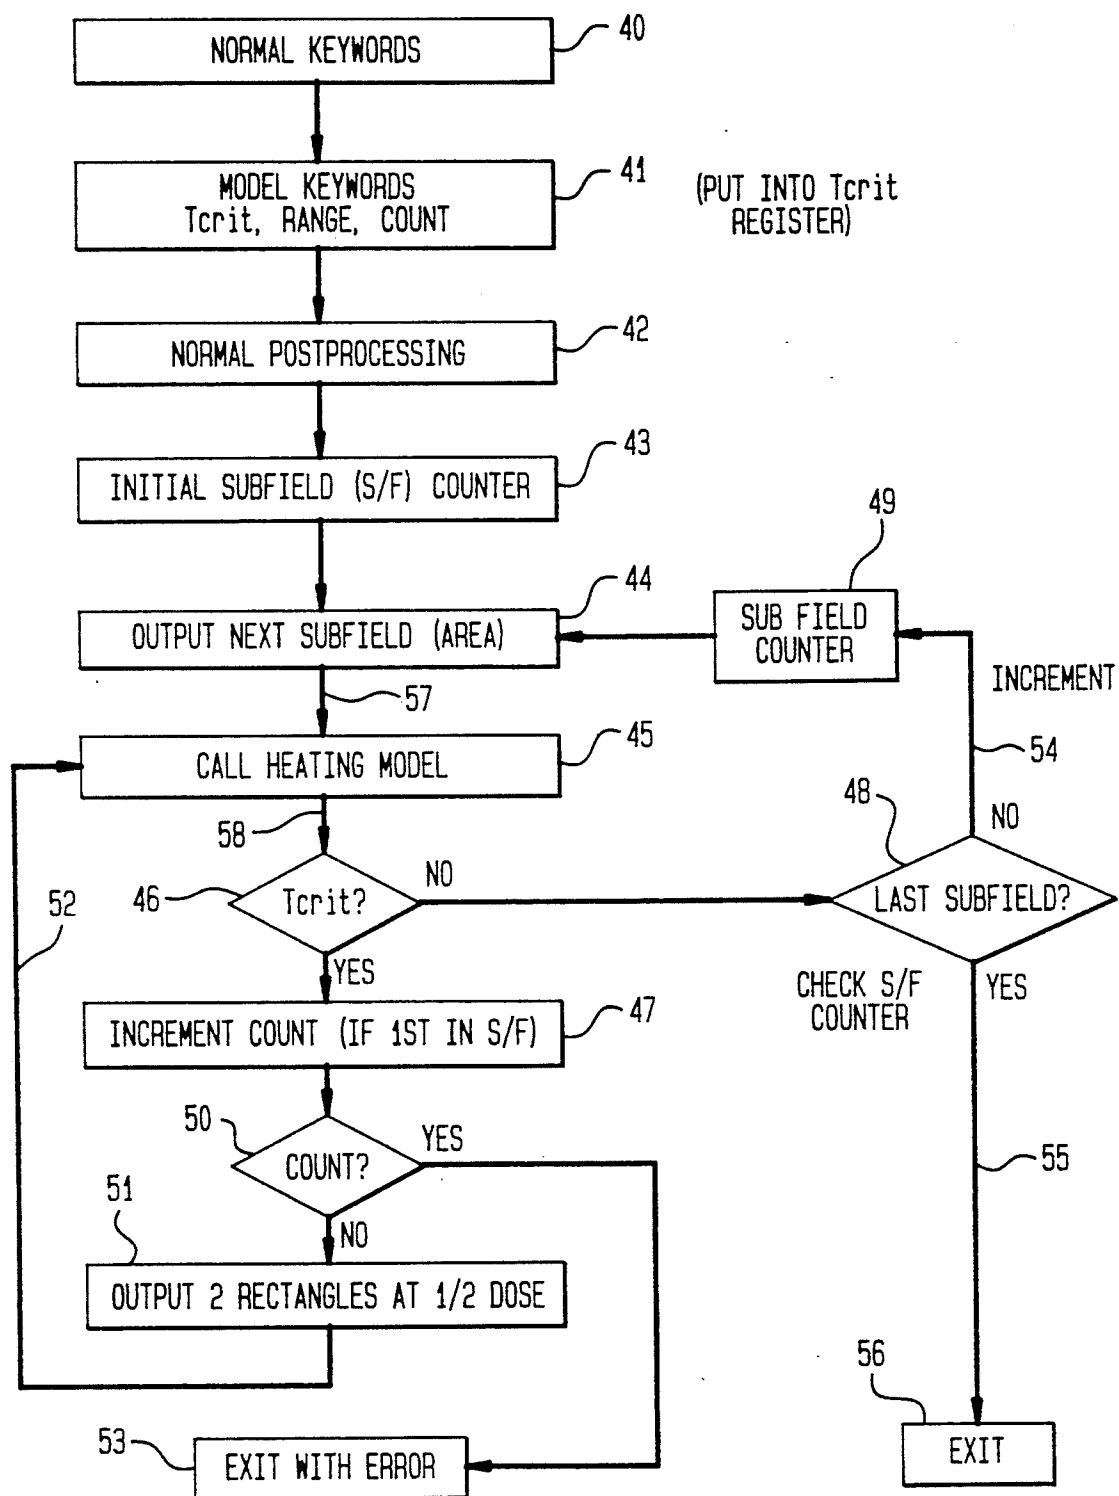 40
NORMAL KEYWORDS
41
MODEL KEYWORDS
Tcrit, RANGE, COUNT
(PUT INTO Tcrit
REGISTER)
42
NORMAL POSTPROCESSING
43
INITIAL SUBFIELD (S/F) COUNTER
49
44
OUTPUT NEXT SUBFIELD (AREA)
SUB FIELD
COUNTER
INCREMENT
57
45
CALL HEATING MODEL
54
48
58
NO
46
Tcrit?
NO
LAST SUBFIELD?
52
YES
CHECK S/F
COUNTER
YES
47
INCREMENT COUNT (IF 1ST IN S/F)
50
COUNT?
YES
55
51
NO
OUTPUT 2 RECTANGLES AT 1/2 DOSE
56
53
EXIT WITH ERROR
EXIT